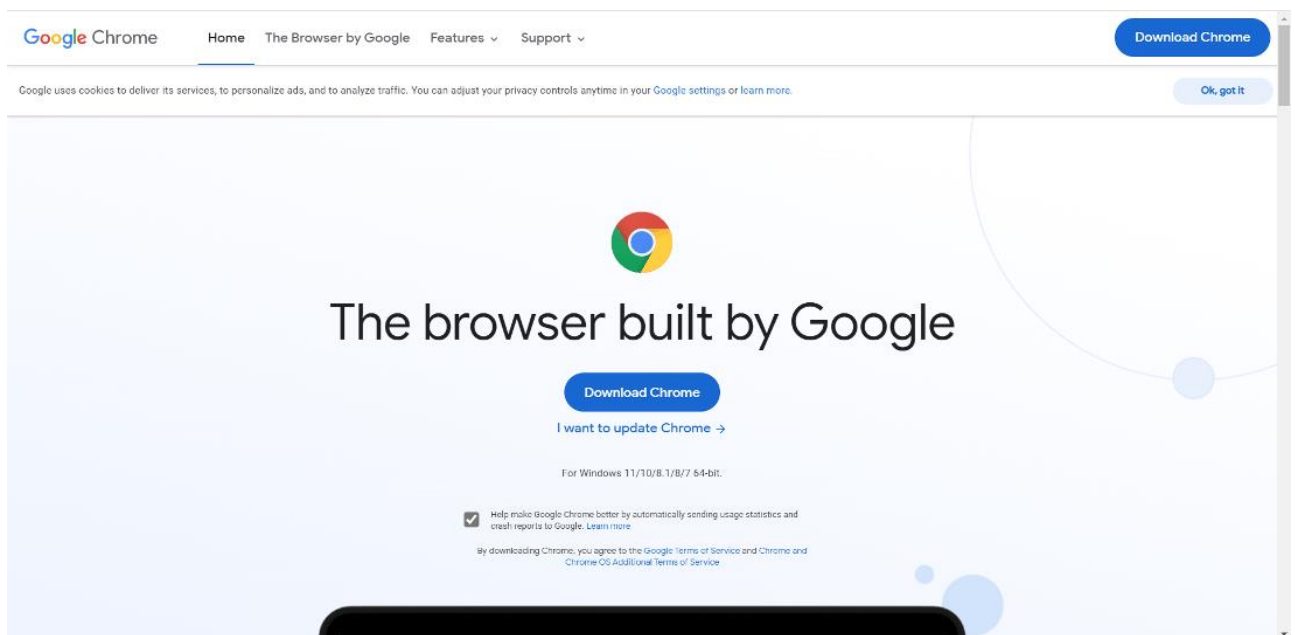 Google Chrome Home The Browser by Google Features Support Download Chrome
Google uses cookies to deliver its services, to personalize ads, and to analyze traffic. You can adjust your privacy controls anytime in your Google settings or learn more. Ok, got it
The browser built by Google
Download Chrome
I want to update Chrome →
For Windows 11/10/8.1/8/7 64-bit.
Help make Google Chrome better by automatically sending usage statistics and
crash reports to Google. Learn more
By downloading Chrome, you agree to the Google Terms of Service and Chrome and
Chrome OS Additional Terms of Service